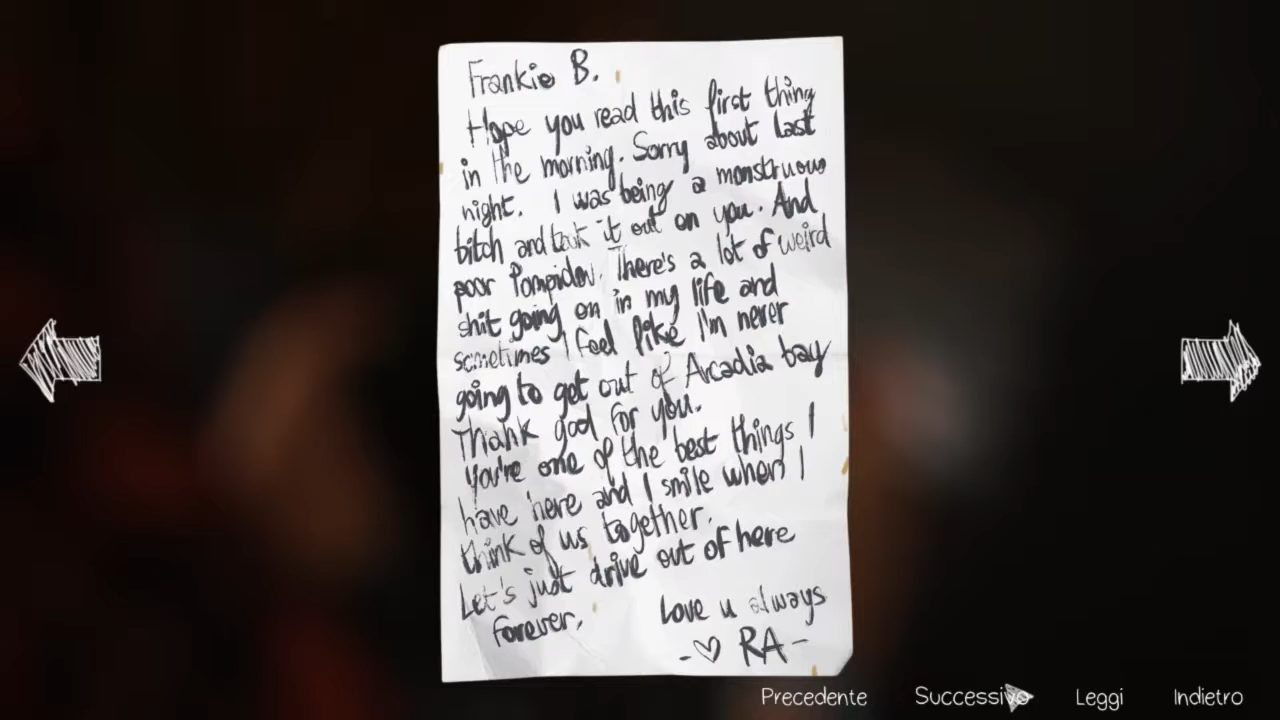 Frankie B.
Hope you read this first thing
in the morning. Sorry about last
night. I was being a monstruous
bitch and took it out on you. And
poor Pompidou. There's a lot of weird
shit going on in my life and
sometimes I feel like I'm never
going to get out of Arcadia bay
Thank god for you.
You're one of the best things I
have here and I smile when I
think of us together.
Let's just drive out of here
forever.
Love u always
- ♡ RA -
Precedente Successivo Leggi Indietro